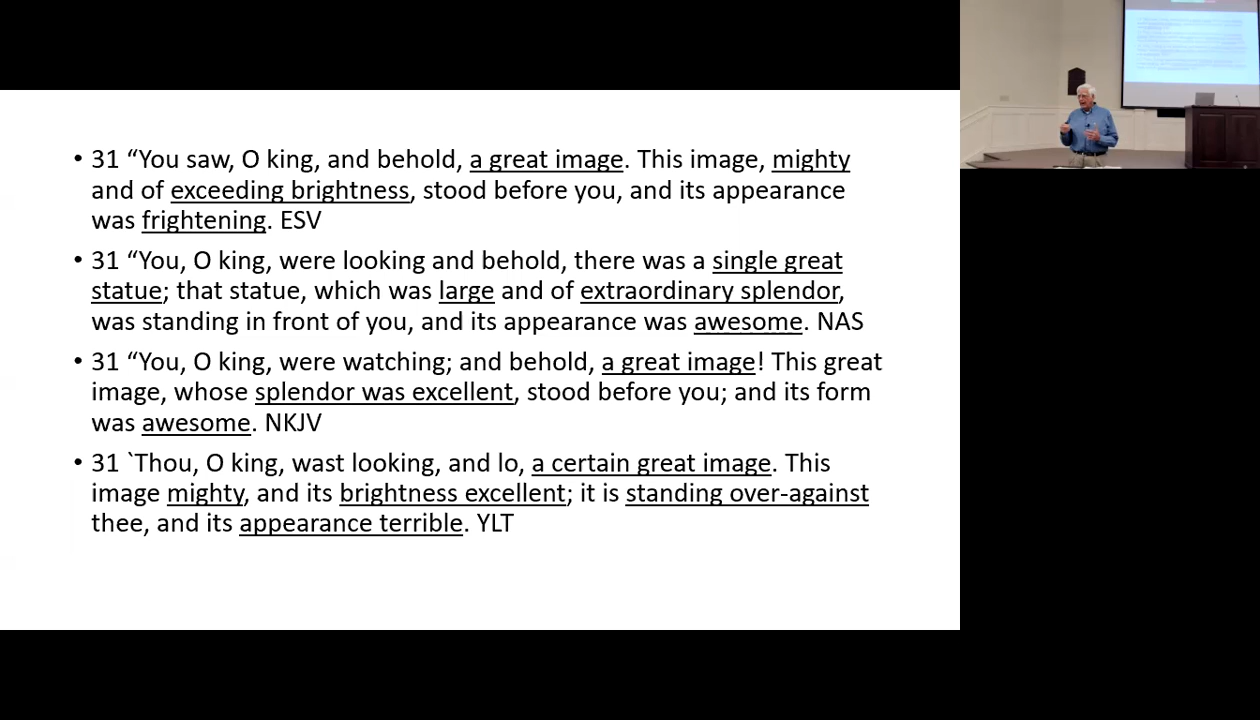 • 31 “You saw, O king, and behold, a great image. This image, mighty
and of exceeding brightness, stood before you, and its appearance
was frightening. ESV
• 31 “You, O king, were looking and behold, there was a single great
statue; that statue, which was large and of extraordinary splendor,
was standing in front of you, and its appearance was awesome. NAS
• 31 “You, O king, were watching; and behold, a great image! This great
image, whose splendor was excellent, stood before you; and its form
was awesome. NKJV
• 31 `Thou, O king, wast looking, and lo, a certain great image. This
image mighty, and its brightness excellent; it is standing over-against
thee, and its appearance terrible. YLT